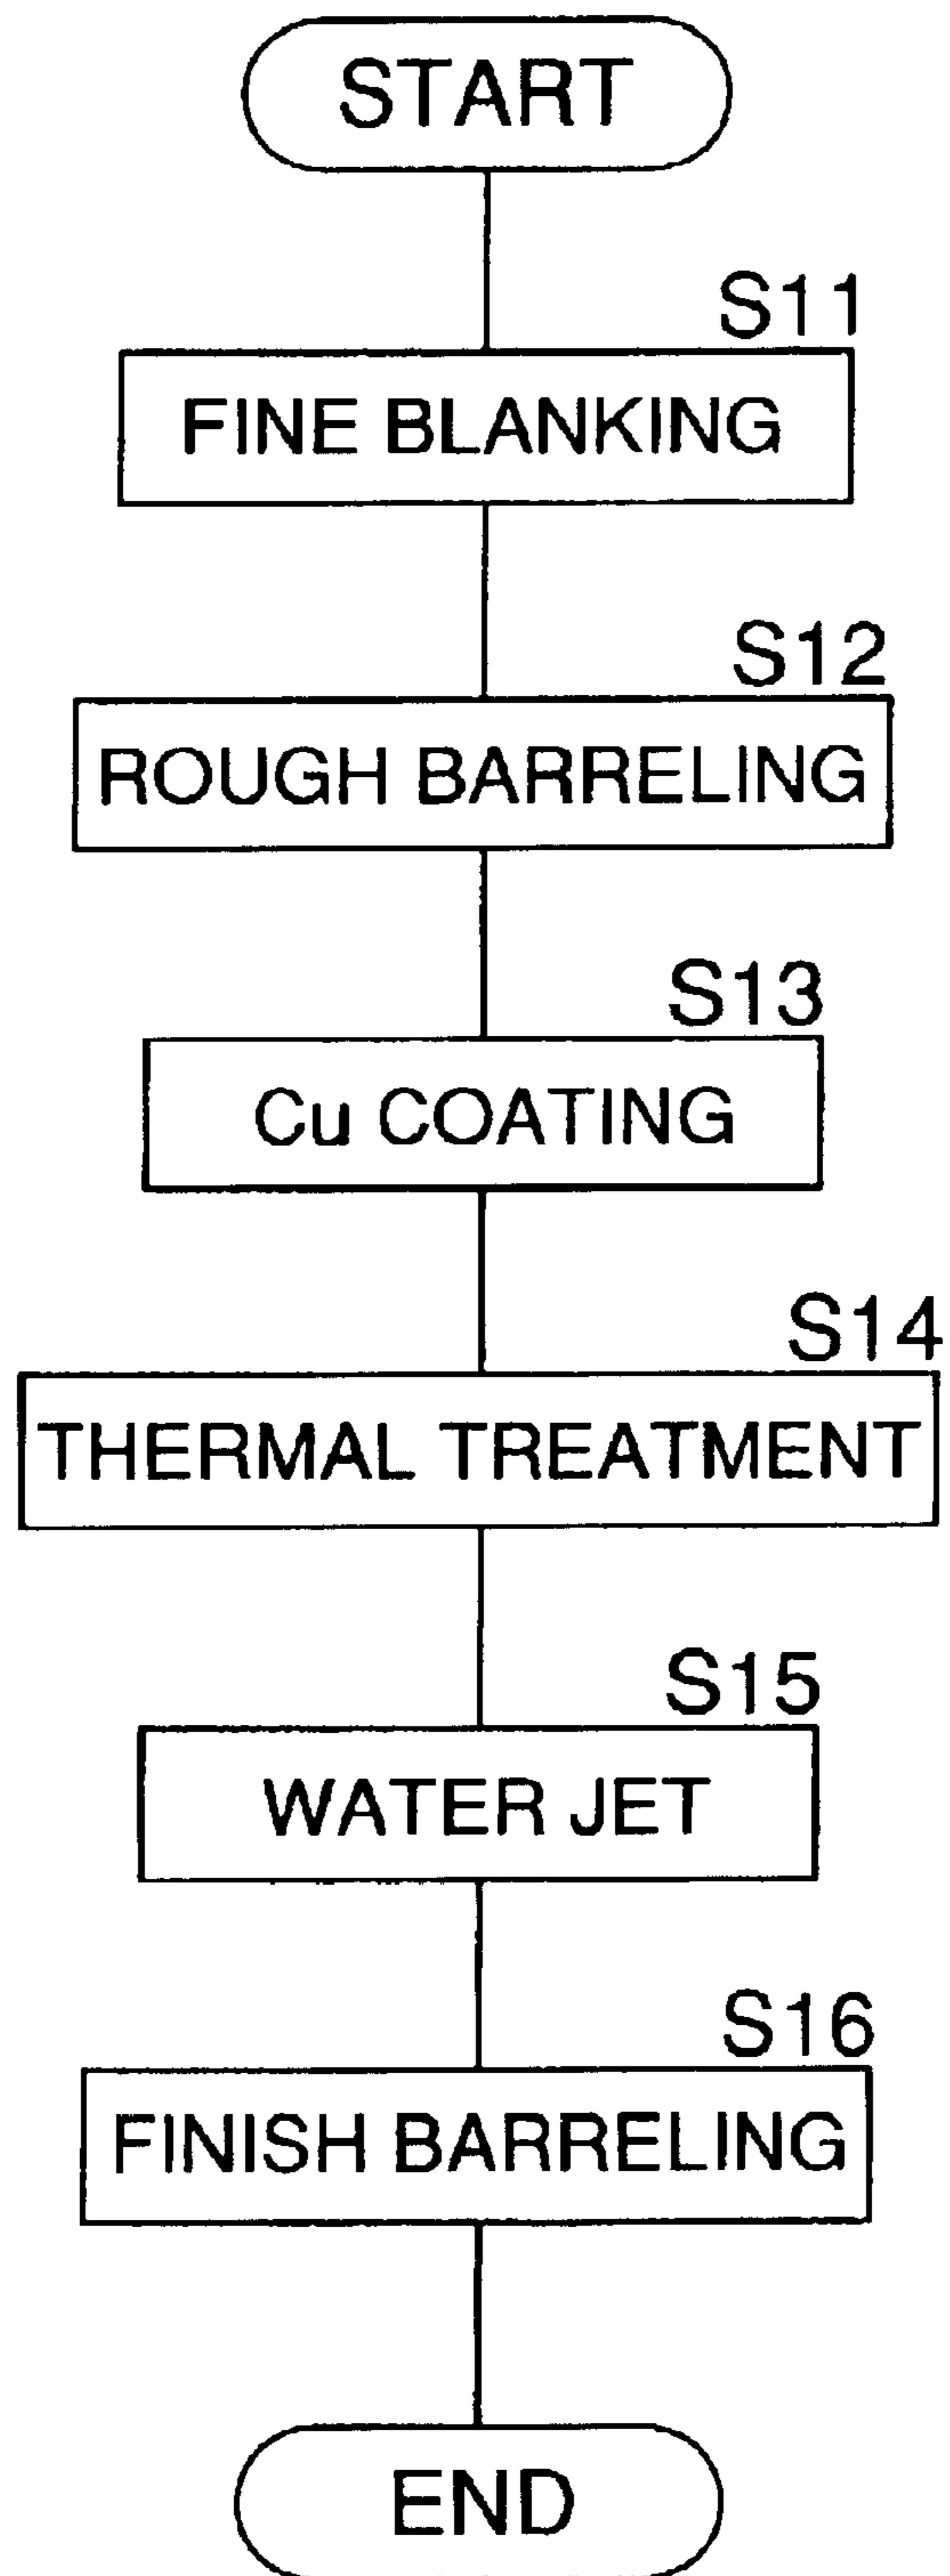 START
S11
FINE BLANKING
S12
ROUGH BARRELING
S13
Cu COATING
S14
THERMAL TREATMENT
S15
WATER JET
S16
FINISH BARRELING
END